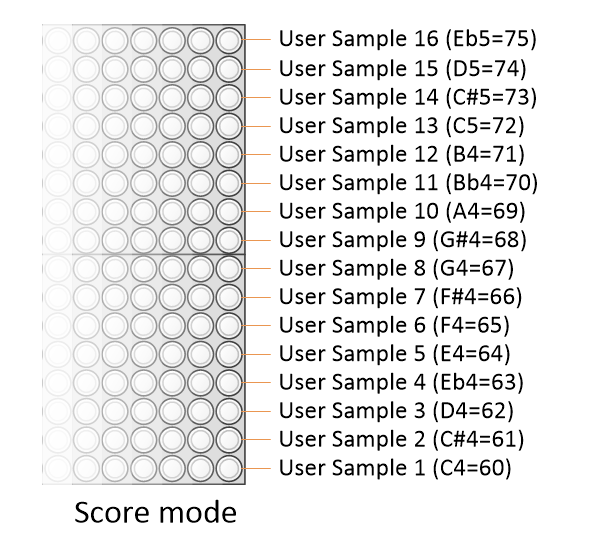 User Sample 16 (Eb5=75)
User Sample 15 (D5=74)
User Sample 14 (C#5=73)
User Sample 13 (C5=72)
User Sample 12 (B4=71)
User Sample 11 (Bb4=70)
User Sample 10 (A4=69)
User Sample 9 (G#4=68)
User Sample 8 (G4=67)
User Sample 7 (F#4=66)
User Sample 6 (F4=65)
User Sample 5 (E4=64)
User Sample 4 (Eb4=63)
User Sample 3 (D4=62)
User Sample 2 (C#4=61)
User Sample 1 (C4=60)
Score mode